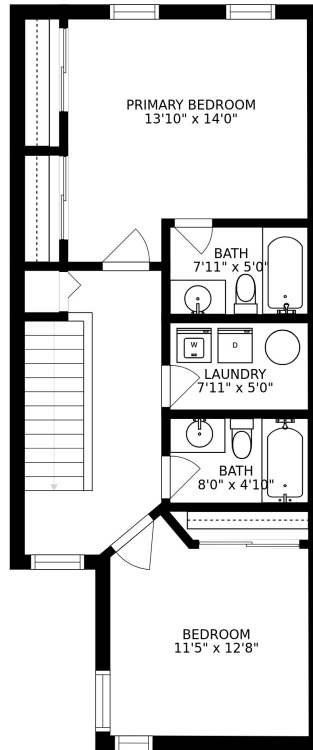 PRIMARY BEDROOM
13'10" x 14'0"
BATH
7'11" x 5'0"
W
D
LAUNDRY
7'11" x 5'0"
BATH
8'0" x 4'10"
BEDROOM
11'5" x 12'8"